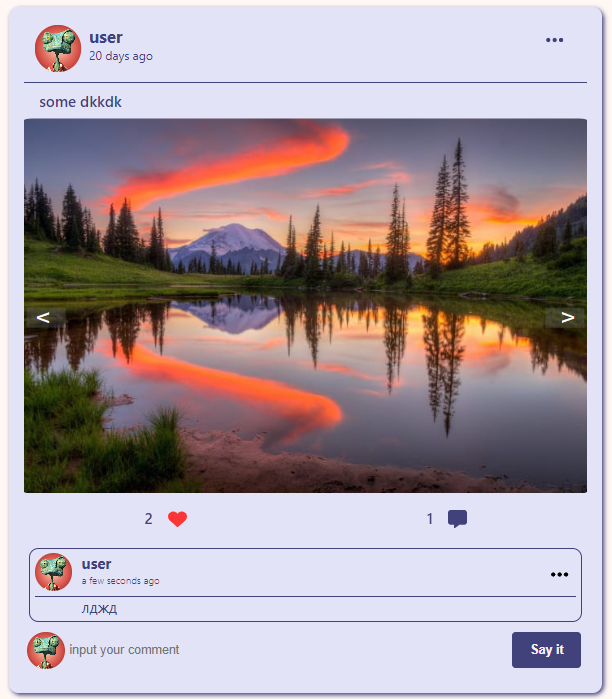 user
20 days ago
some dkkdk
<
>
2
1
user
a few seconds ago
лджд
input your comment
Say it